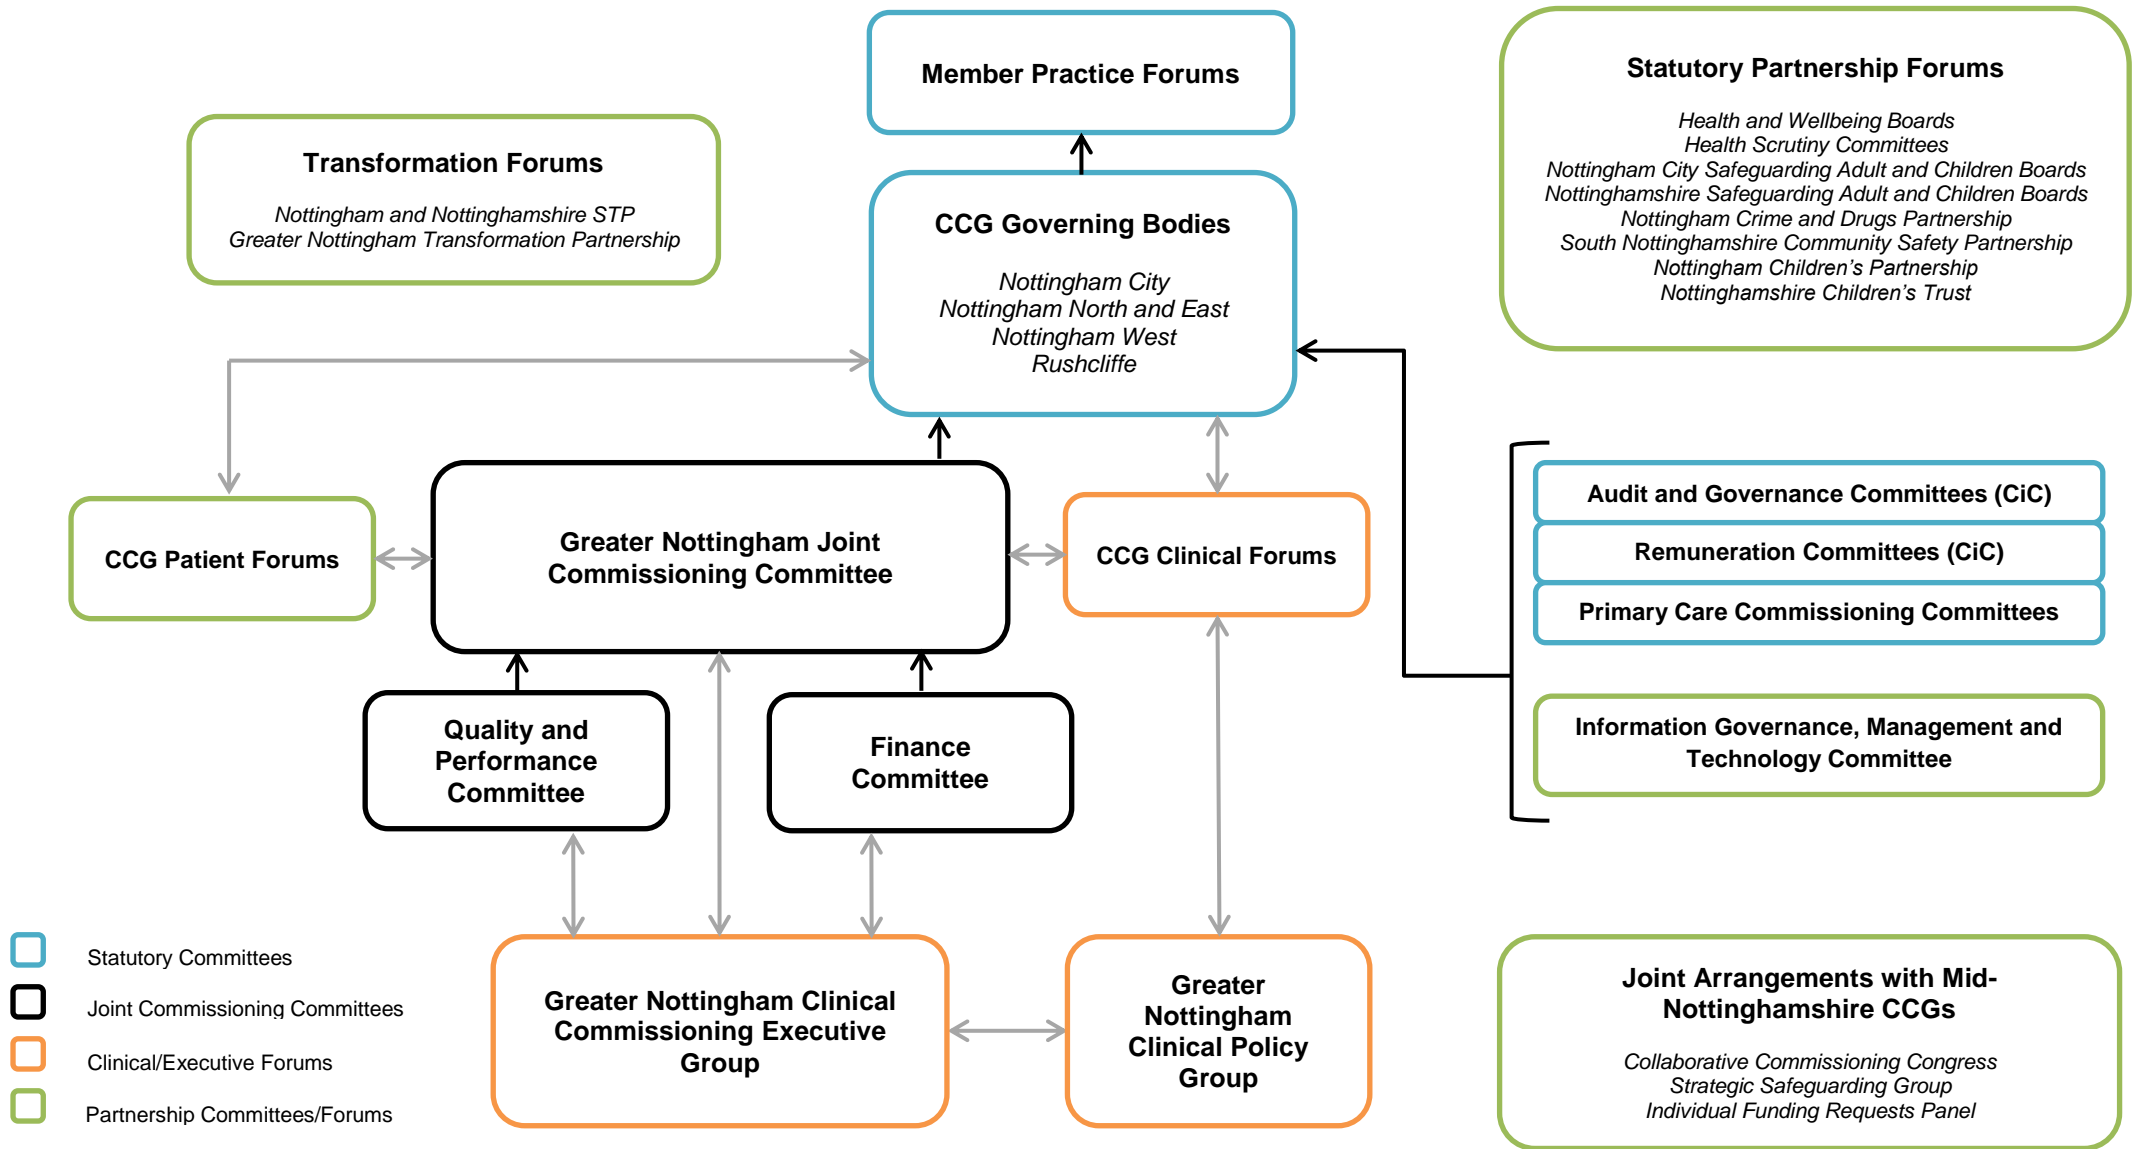 Member Practice Forums
Statutory Partnership Forums
Health and Wellbeing Boards
Health Scrutiny Committees
Nottingham City Safeguarding Adult and Children Boards
Nottinghamshire Safeguarding Adult and Children Boards
Nottingham Crime and Drugs Partnership
South Nottinghamshire Community Safety Partnership
Nottingham Children's Partnership
Nottinghamshire Children's Trust
Transformation Forums
Nottingham and Nottinghamshire STP
Greater Nottingham Transformation Partnership
CCG Governing Bodies
Nottingham City
Nottingham North and East
Nottingham West
Rushcliffe
CCG Patient Forums
Greater Nottingham Joint
Commissioning Committee
CCG Clinical Forums
Audit and Governance Committees (CiC)
Remuneration Committees (CiC)
Primary Care Commissioning Committees
Information Governance, Management and
Technology Committee
Quality and
Performance
Committee
Finance
Committee
Greater Nottingham Clinical
Commissioning Executive
Group
Greater
Nottingham
Clinical Policy
Group
Joint Arrangements with Mid-
Nottinghamshire CCGs
Collaborative Commissioning Congress
Strategic Safeguarding Group
Individual Funding Requests Panel
Statutory Committees
Joint Commissioning Committees
Clinical/Executive Forums
Partnership Committees/Forums